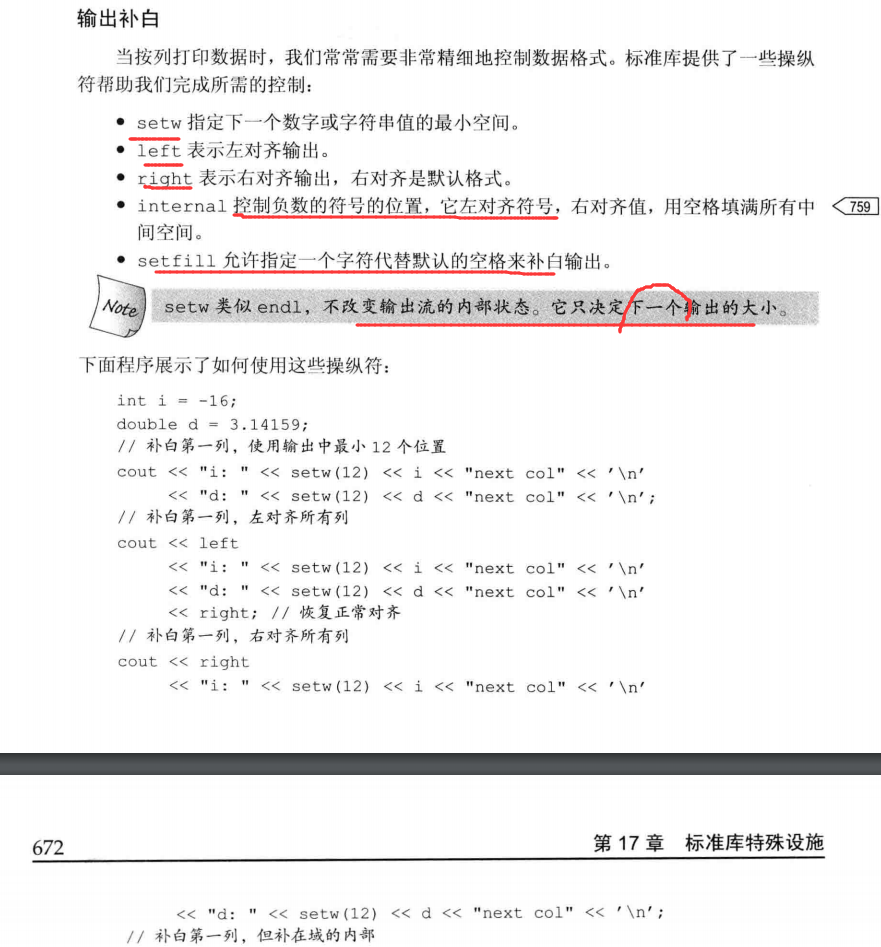 输出补白
当按列打印数据时，我们常常需要非常精细地控制数据格式。标准库提供了一些操纵
符帮助我们完成所需的控制：
• setw 指定下一个数字或字符串值的最小空间。
• left 表示左对齐输出。
• right 表示右对齐输出，右对齐是默认格式。
• internal 控制负数的符号的位置，它左对齐符号，右对齐值，用空格填满所有中
759
间空间。
• setfill 允许指定一个字符代替默认的空格来补白输出。
Note
setw 类似 endl，不改变输出流的内部状态。它只决定下一个输出的大小。
下面程序展示了如何使用这些操纵符：
int i = -16;
double d = 3.14159;
// 补白第一列，使用输出中最小 12 个位置
cout << "i: " << setw(12) << i << "next col" << '\n'
<< "d: " << setw(12) << d << "next col" << '\n';
// 补白第一列，左对齐所有列
cout << left
<< "i: " << setw(12) << i << "next col" << '\n'
<< "d: " << setw(12) << d << "next col" << '\n'
<< right; // 恢复正常对齐
// 补白第一列，右对齐所有列
cout << right
<< "i: " << setw(12) << i << "next col" << '\n'
672
第 17 章 标准库特殊设施
<< "d: " << setw(12) << d << "next col" << '\n';
// 补白第一列，但补在域的内部